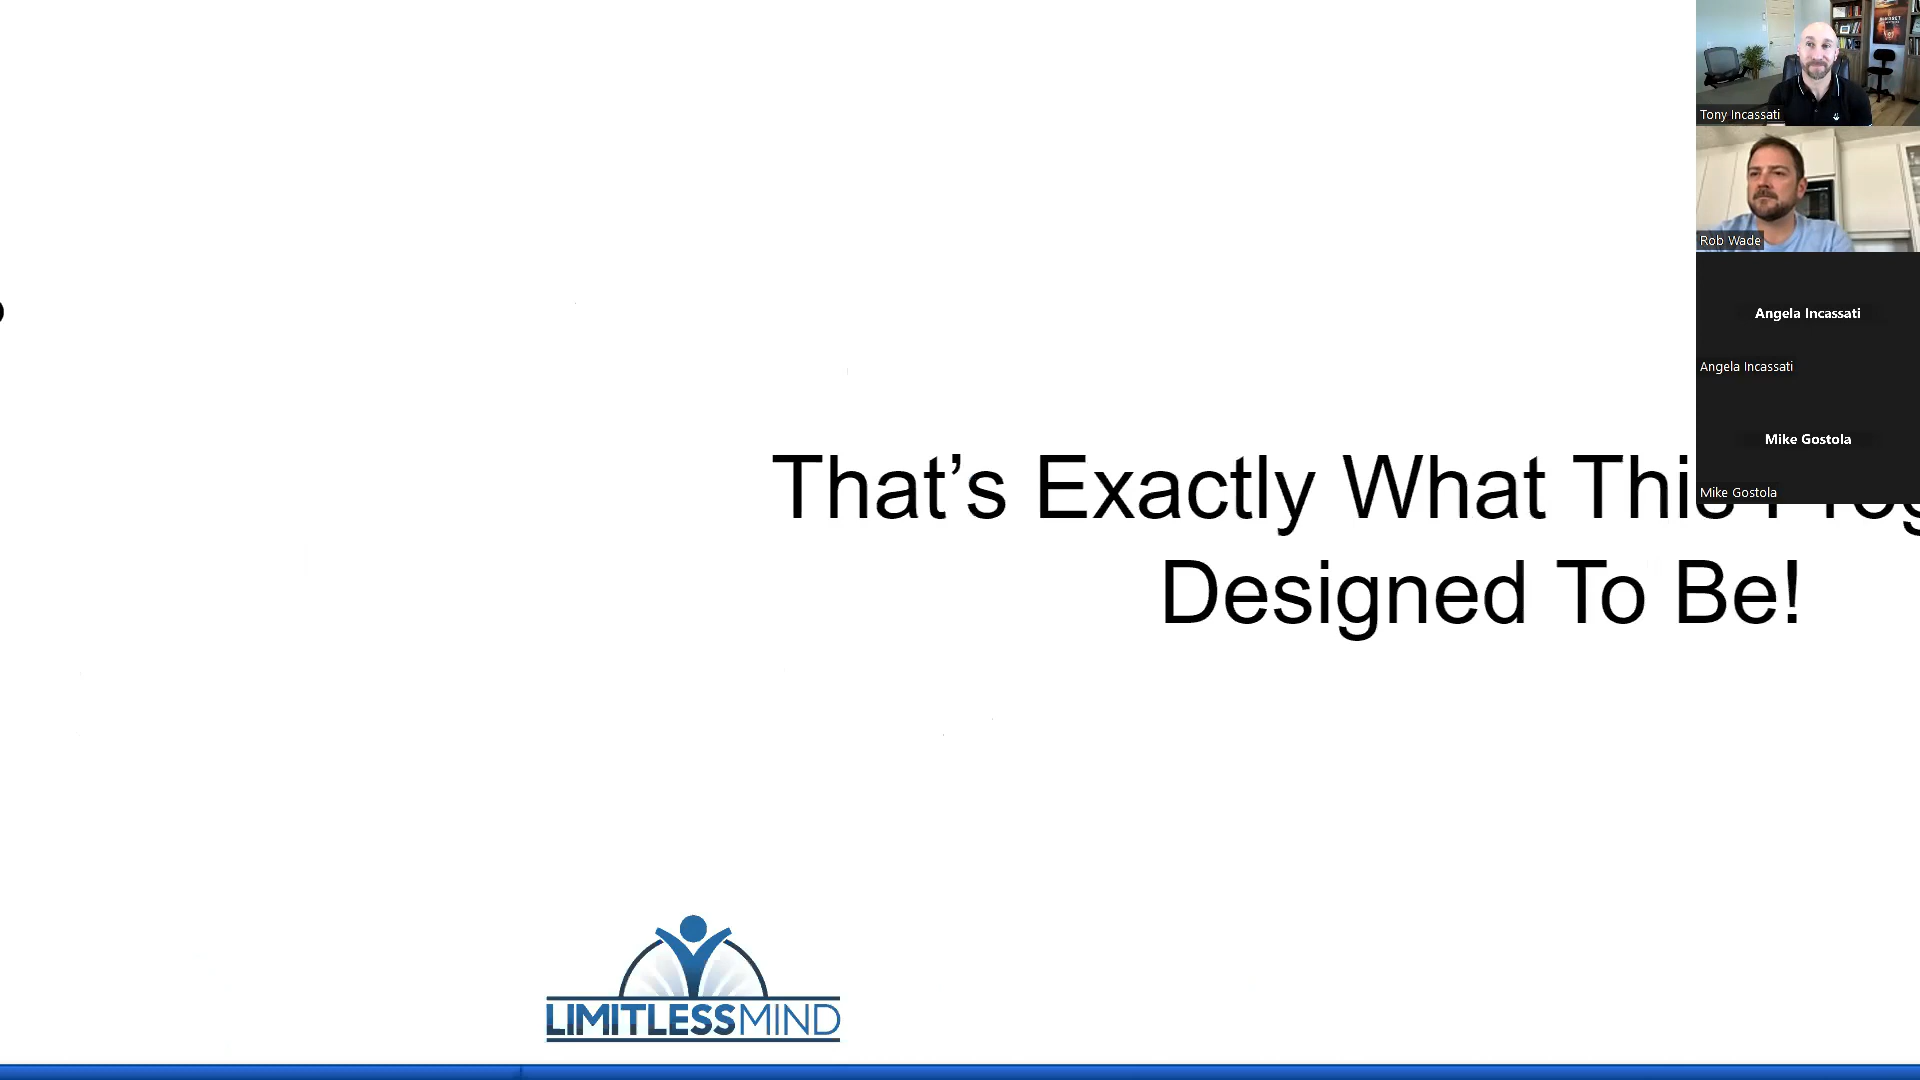 Tony Incassati
Rob Wade
Angela Incassati
Angela Incassati
Mike Gostola
Mike Gostola
That’s Exactly What This
Designed To Be!
LIMITLESSMIND